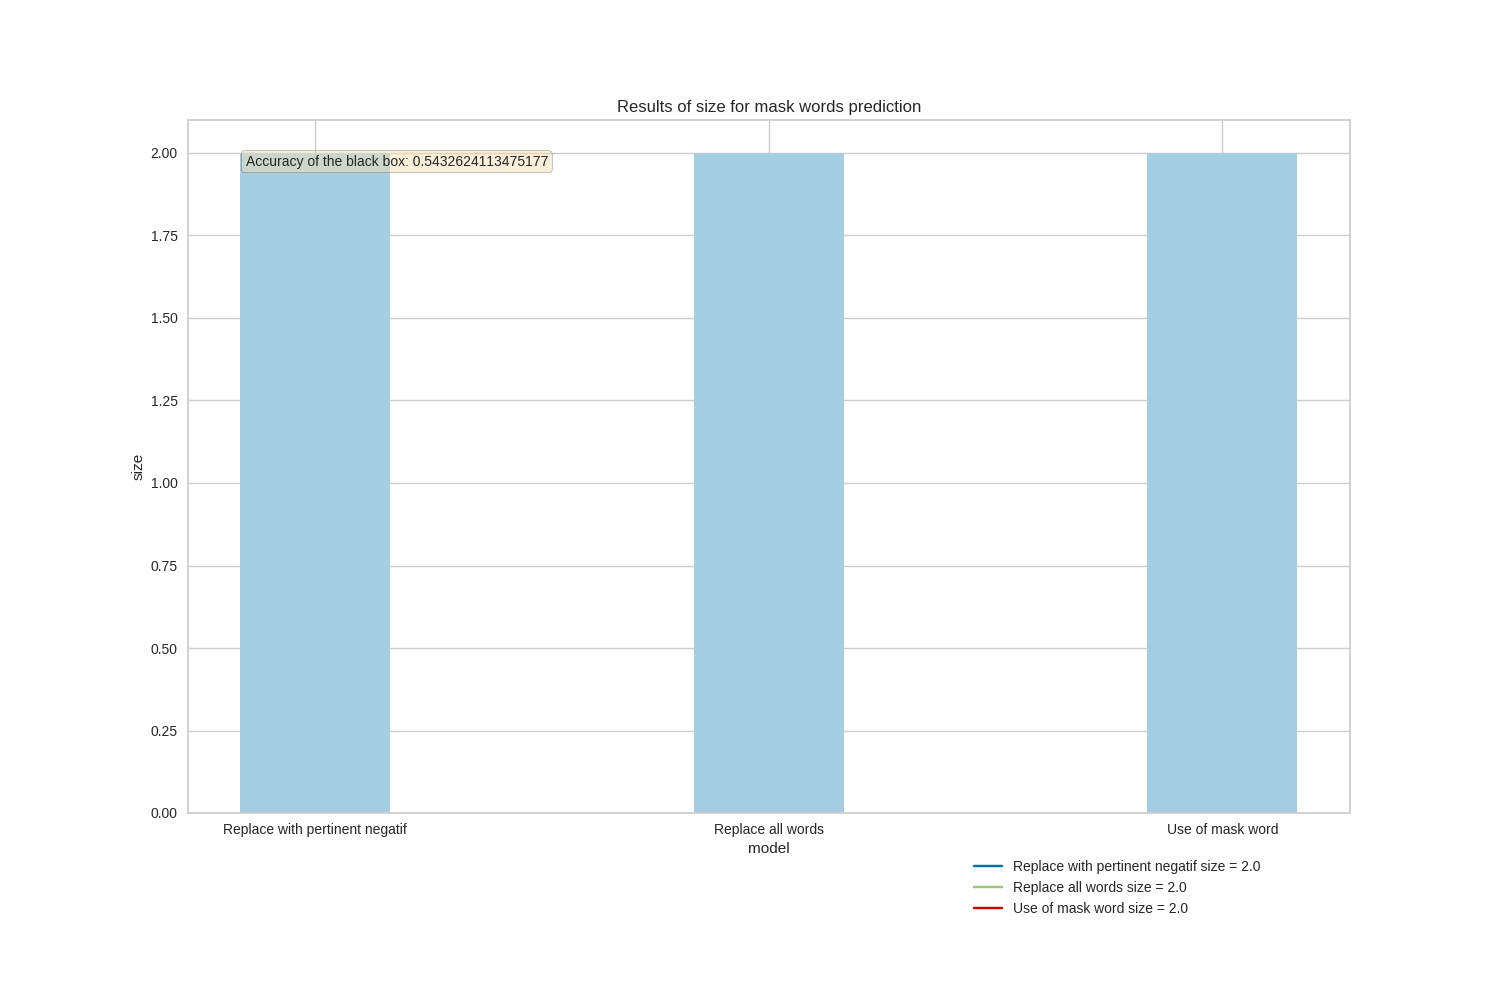 Results of size for mask words prediction
2.00
Accuracy of the black box: 0.5432624113475177
1.75
1.50
1.25
size
1.00
0.75
0.50
0.25
0.00
Replace with pertinent negatif
Replace all words
Use of mask word
model
Replace with pertinent negatif size = 2.0
Replace all words size = 2.0
Use of mask word size = 2.0